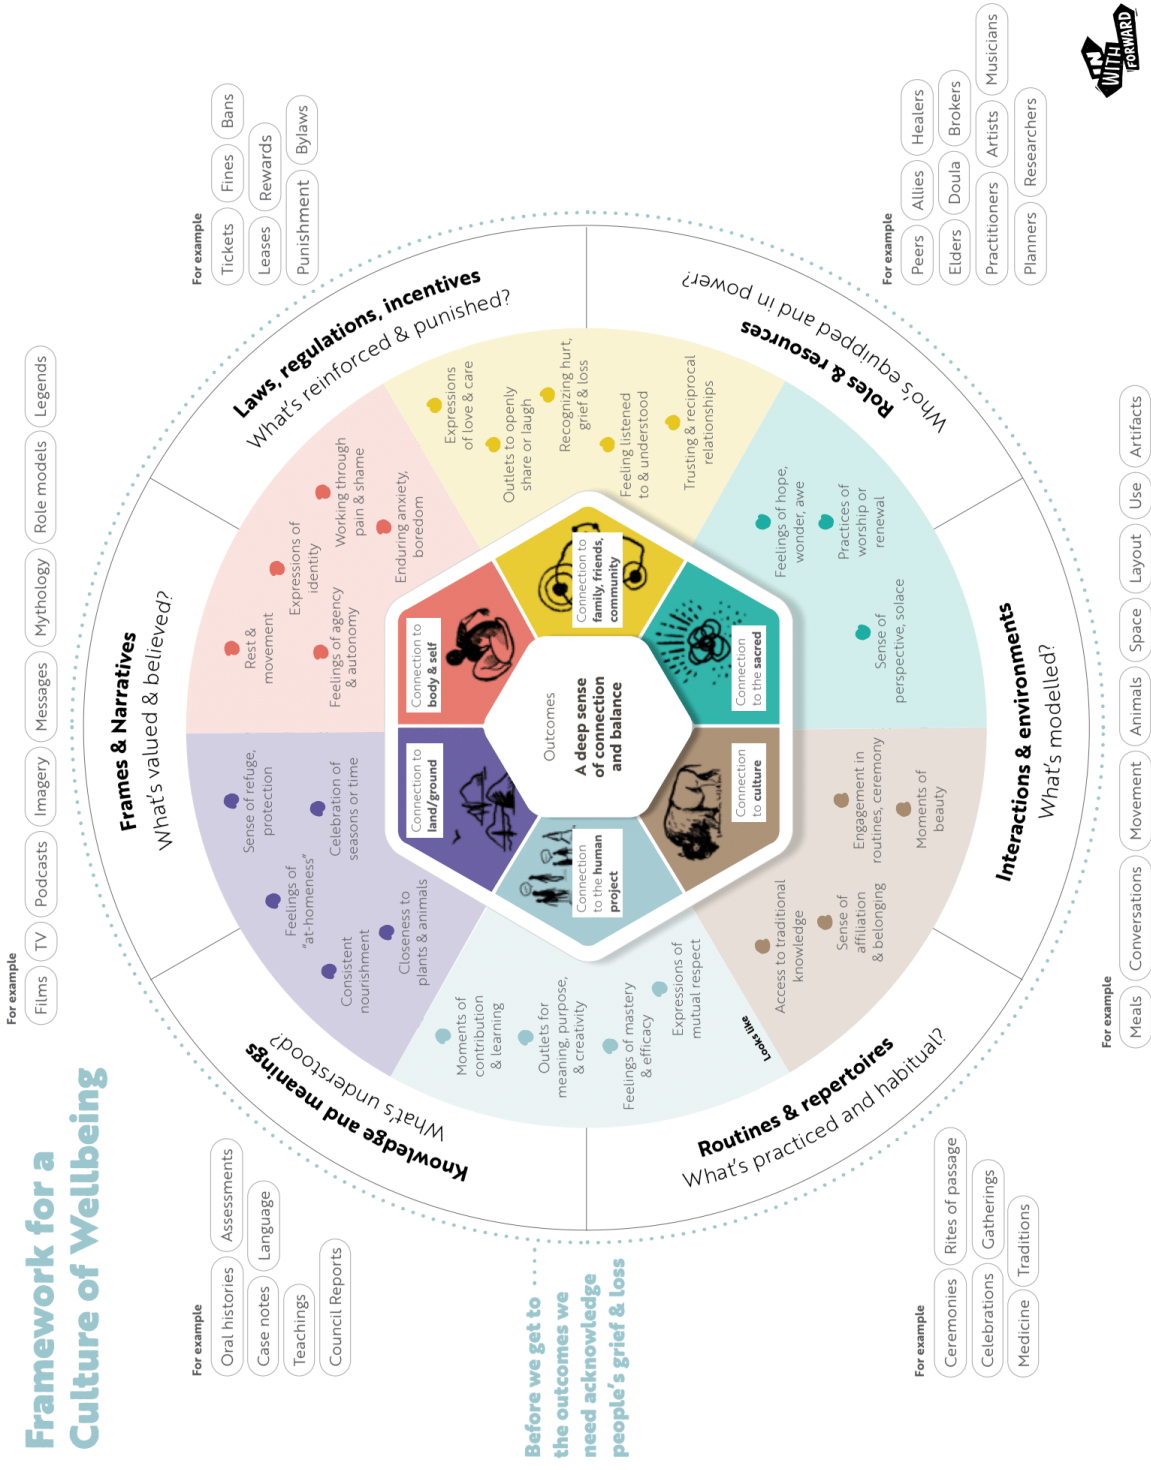 Framework for a
Culture of Wellbeing
For example
Films
TV
Podcasts
Imagery
Messages
Mythology
Role models
Legends
Frames & Narratives
What's valued & believed?
For example
Tickets
Fines
Bans
Leases
Rewards
Punishment
Bylaws
Laws, regulations, incentives
What's reinforced & punished?
For example
Peers
Allies
Healers
Elders
Doula
Brokers
Practitioners
Artists
Musicians
Planners
Researchers
Roles & resources
Who's equipped and in power?
Interactions & environments
What's modelled?
For example
Meals
Conversations
Movement
Animals
Space
Layout
Use
Artifacts
Routines & repertoires
What's practiced and habitual?
For example
Ceremonies
Rites of passage
Celebrations
Gatherings
Medicine
Traditions
Knowledge and meanings
What's understood?
For example
Oral histories
Assessments
Case notes
Language
Teachings
Council Reports
Before we get to
the outcomes we
need acknowledge
people's grief & loss
Sense of refuge,
protection
Feelings of
"at-homeness"
Celebration of
seasons or time
Consistent
nourishment
Closeness to
plants & animals
Rest &
movement
Expressions of
identity
Feelings of agency
& autonomy
Working through
pain & shame
Enduring anxiety,
boredom
Expressions
of love & care
Outlets to openly
share or laugh
Recognizing hurt,
grief & loss
Feeling listened
to & understood
Trusting & reciprocal
relationships
Feelings of hope,
wonder, awe
Practices of
worship or
renewal
Sense of
perspective, solace
Engagement in
routines, ceremony
Moments of
beauty
Access to traditional
knowledge
Sense of
affiliation
& belonging
Looks like
Moments of
contribution
& learning
Outlets for
meaning, purpose,
& creativity
Feelings of mastery
& efficacy
Expressions of
mutual respect
Connection to
land/ground
Connection to
body & self
Connection to
family, friends,
community
Connection
to the sacred
Connection
to culture
Connection
to the human
project
Outcomes
A deep sense
of connection
and balance
IN
WITH
FORWARD